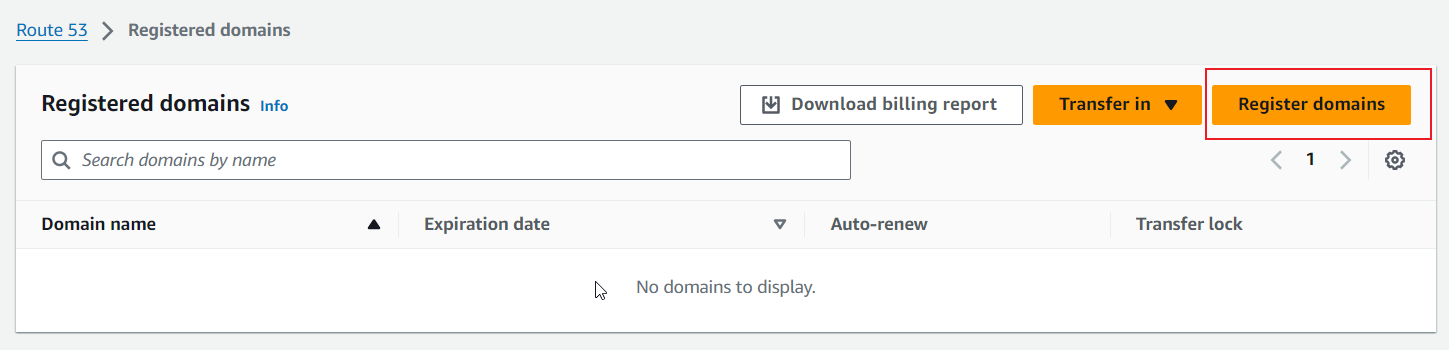 Route 53 Registered domains
Registered domains Info
Download billing report
Transfer in
Register domains
Search domains by name
1
Domain name
Expiration date
Auto-renew
Transfer lock
No domains to display.